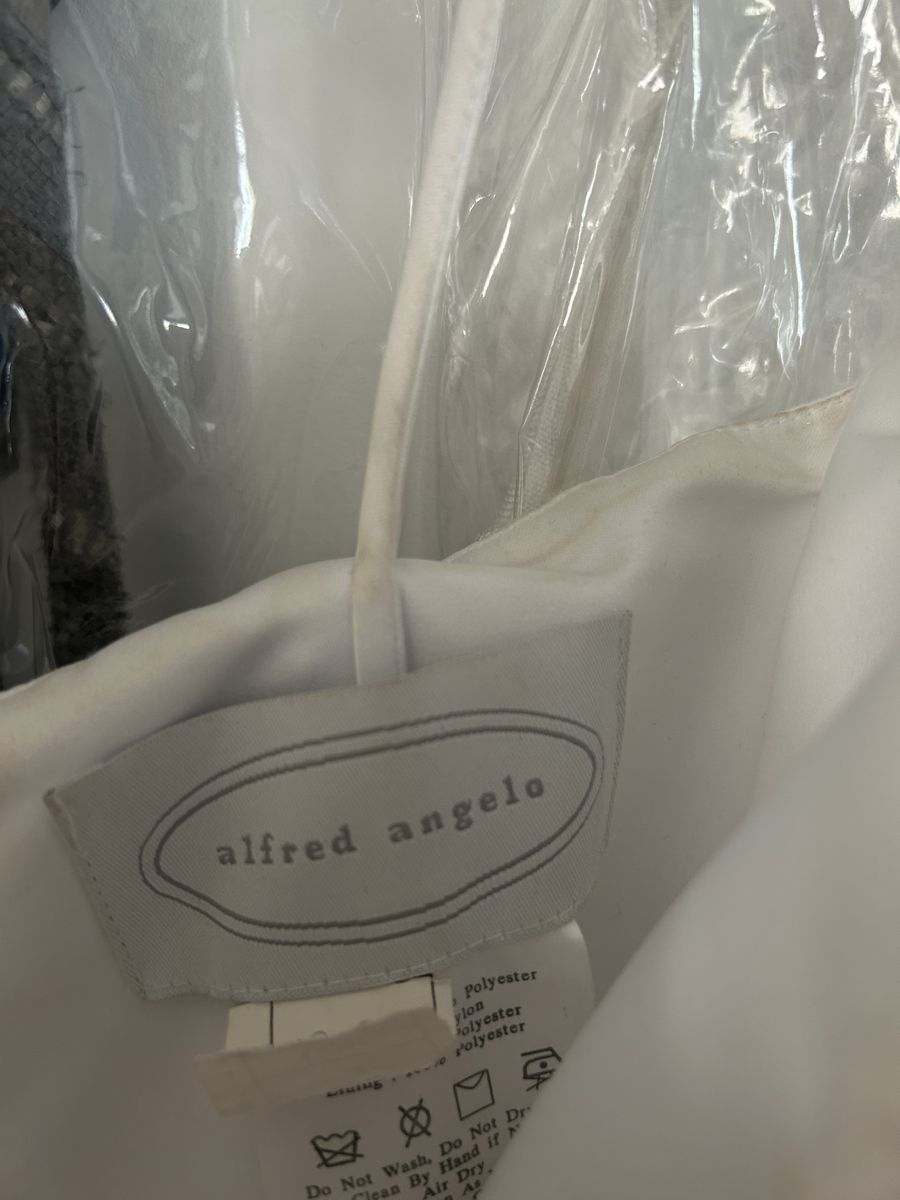 alfred angelo
Polyester
Polyester
Polyester
Do Not Wash, Do Not
Clean By Hand if
Air Dry,